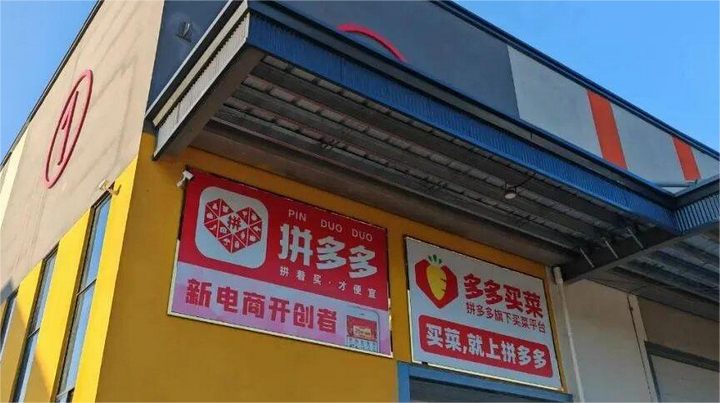 1
拼
PIN DUO DUO
拼多多
拼着买·才便宜
新电商开创者
多多买菜
拼多多旗下买菜平台
买菜,就上拼多多